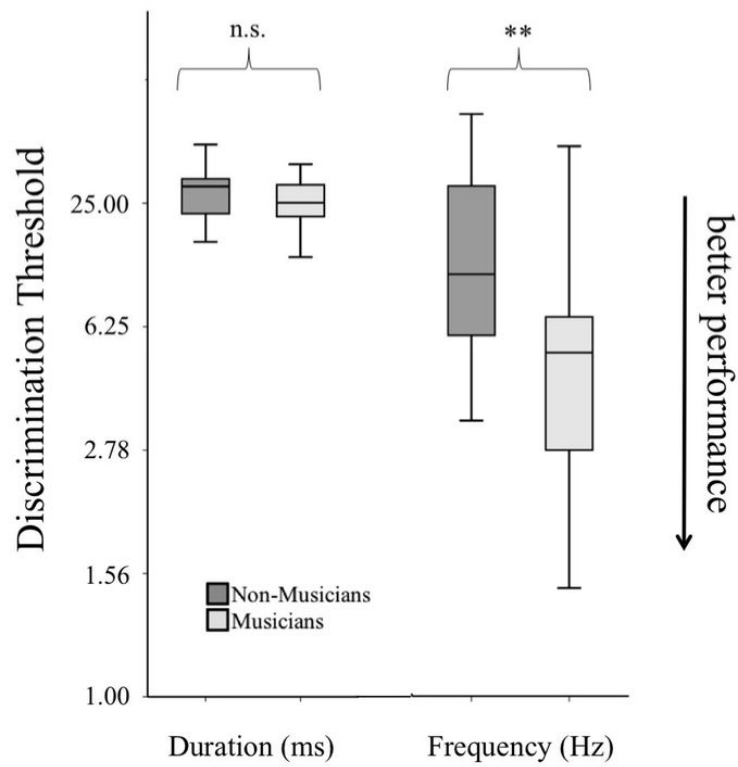 n.s.
**
Discrimination Threshold
25.00
6.25
2.78
1.56
1.00
better performance
Non-Musicians
Musicians
Duration (ms)
Frequency (Hz)